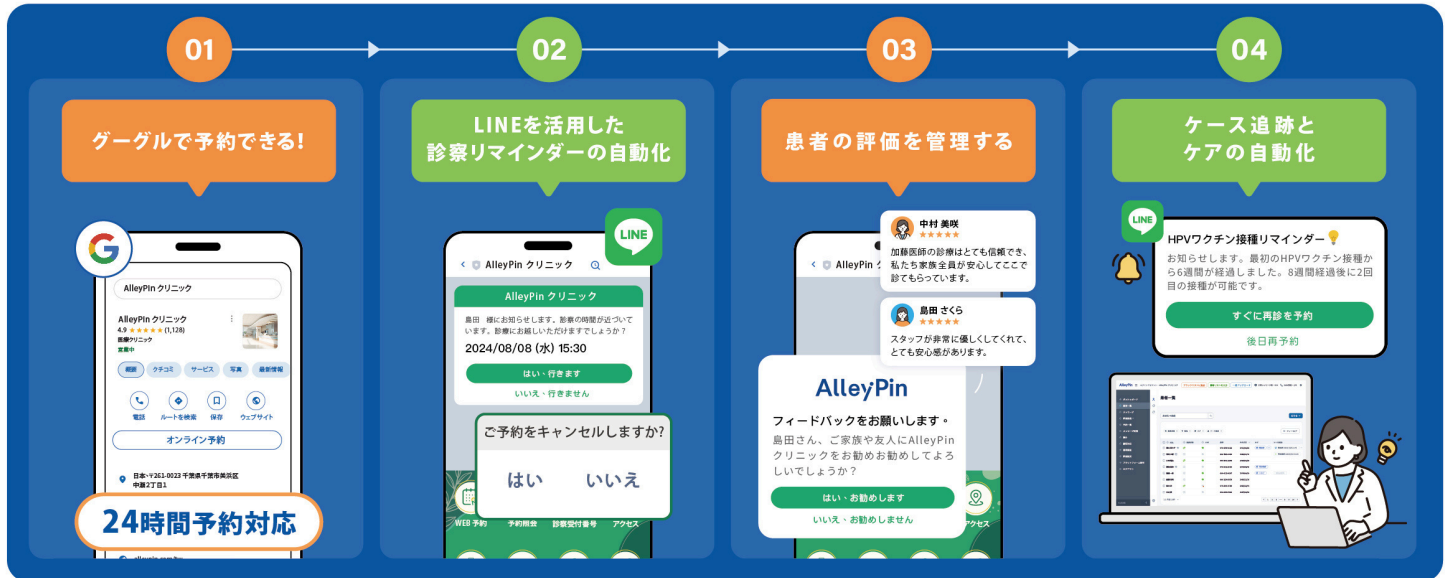 01
02
03
04
グーグルで予約できる!
LINEを活用した
診察リマインダーの自動化
患者の評価を管理する
ケース追跡と
ケアの自動化
G
AlleyPin クリニック
AlleyPin クリニック
4.9 ★★★★★ (1,128)
医療クリニック
営業中
概要
クチコミ
サービス
写真
最新情報
電話
ルートを検索
保存
ウェブサイト
オンライン予約
日本·〒261-0023 千葉県千葉市美浜区
中瀬2丁目1
24時間予約対応
LINE
AlleyPin クリニック
AlleyPin クリニック
島田 様にお知らせします。診察の時間が近づいて
います。診療にお越しいただけますでしょうか?
2024/08/08 (水) 15:30
はい、行きます
いいえ、行きません
ご予約をキャンセルしますか?
はい
いいえ
WEB 予約
予約照会
診察受付番号
アクセス
AlleyPin
中村 美咲
★★★★★
加藤医師の診療はとても信頼でき、
私たち家族全員が安心してここで
診てもらっています。
島田 さくら
★★★★★
スタッフが非常に優しくしてくれて、
とても安心感があります。
AlleyPin
フィードバックをお願いします。
島田さん、ご家族や友人にAlleyPin
クリニックをお勧めお勧めしてよろ
しいでしょうか?
はい、お勧めします
いいえ、お勧めしません
アクセス
LINE
HPVワクチン接種リマインダー
お知らせします。最初のHPVワクチン接種か
ら6週間が経過しました。8週間経過後に2回
目の接種が可能です。
すぐに再診を予約
後日再予約
AlleyPin
患者一覧